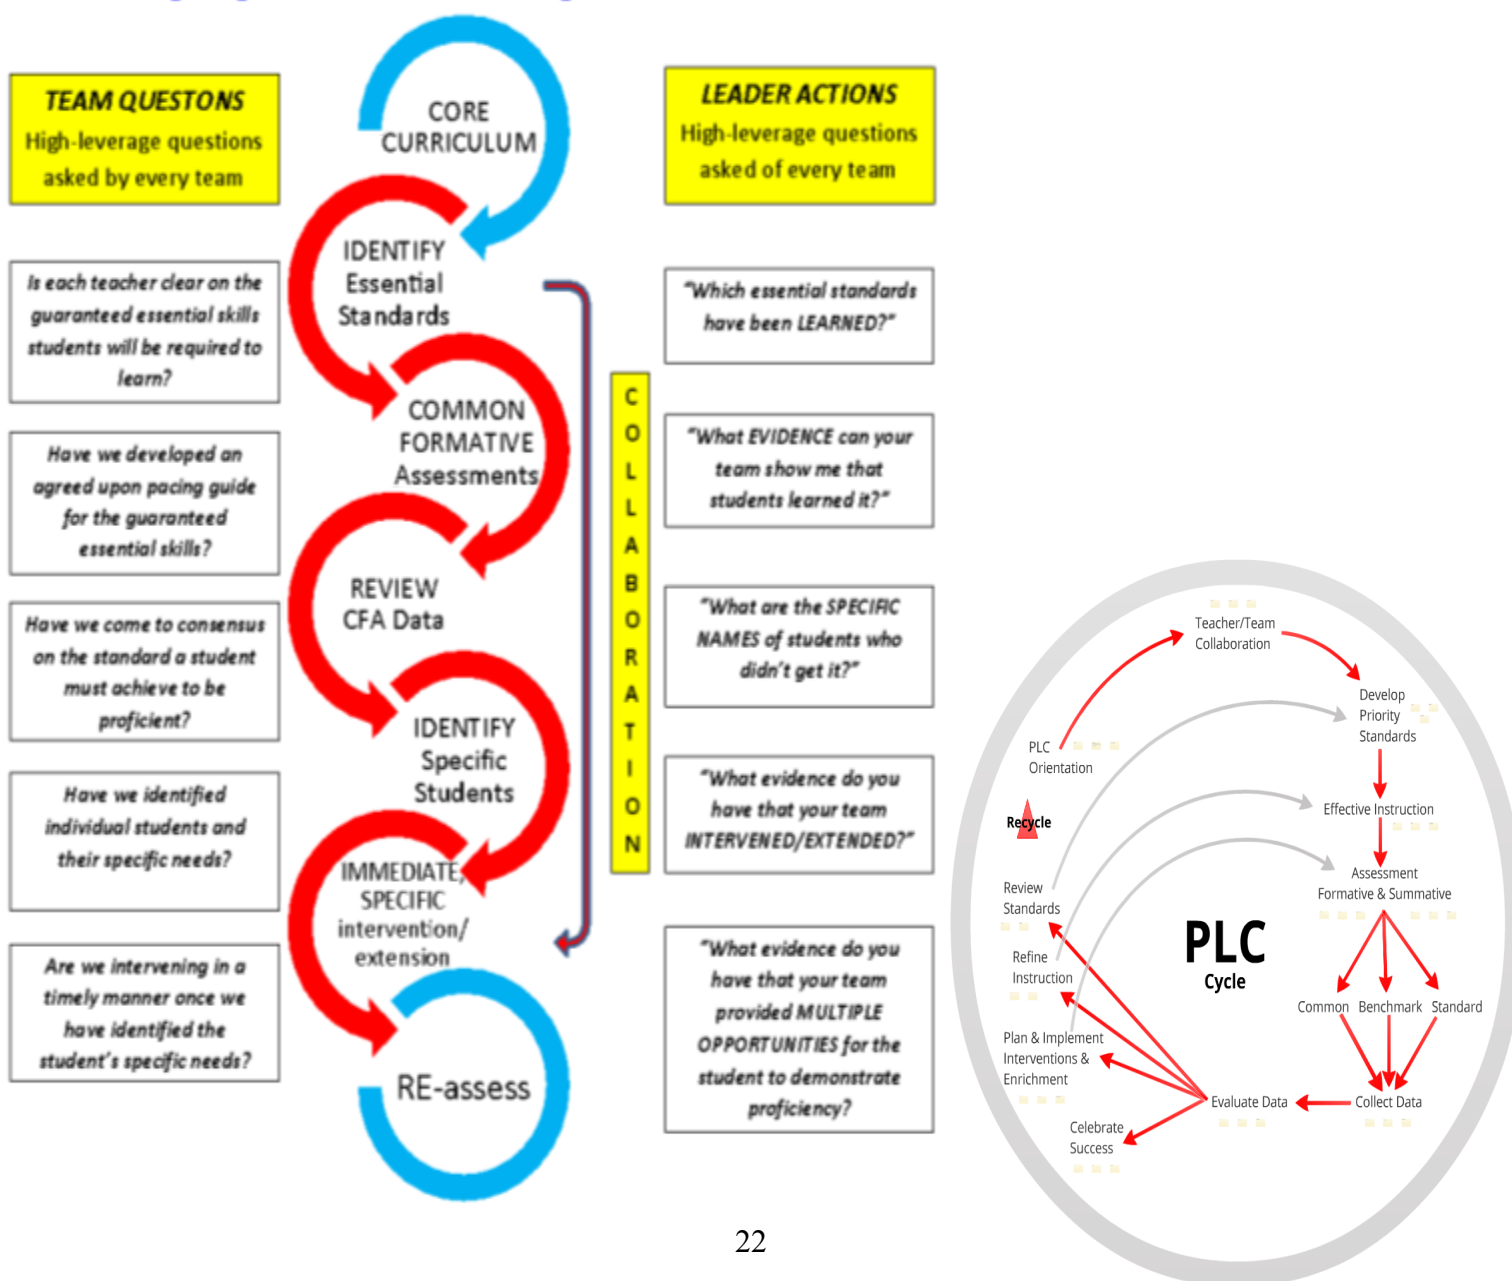 TEAM QUESTONS
High-leverage questions
asked by every team
Is each teacher clear on the
guaranteed essential skills
students will be required to
learn?
Have we developed an
agreed upon pacing guide
for the guaranteed
essential skills?
Have we come to consensus
on the standard a student
must achieve to be
proficient?
Have we identified
individual students and
their specific needs?
Are we intervening in a
timely manner once we
have identified the
student's specific needs?
CORE
CURRICULUM
IDENTIFY
Essential
Standards
COMMON
FORMATIVE
Assessments
REVIEW
CFA Data
IDENTIFY
Specific
Students
IMMEDIATE,
SPECIFIC
intervention/
extension
RE-assess
C
O
L
L
A
B
O
R
A
T
I
O
N
LEADER ACTIONS
High-leverage questions
asked of every team
"Which essential standards
have been LEARNED?"
"What EVIDENCE can your
team show me that
students learned it?"
"What are the SPECIFIC
NAMES of students who
didn't get it?"
"What evidence do you
have that your team
INTERVENED/EXTENDED?"
"What evidence do you
have that your team
provided MULTIPLE
OPPORTUNITIES for the
student to demonstrate
proficiency?
Teacher/Team
Collaboration
Develop
Priority
Standards
PLC
Orientation
Effective Instruction
Recycle
Assessment
Formative & Summative
Review
Standards
PLC
Cycle
Refine
Instruction
Common Benchmark Standard
Plan & Implement
Interventions &
Enrichment
Evaluate Data
Collect Data
Celebrate
Success
22